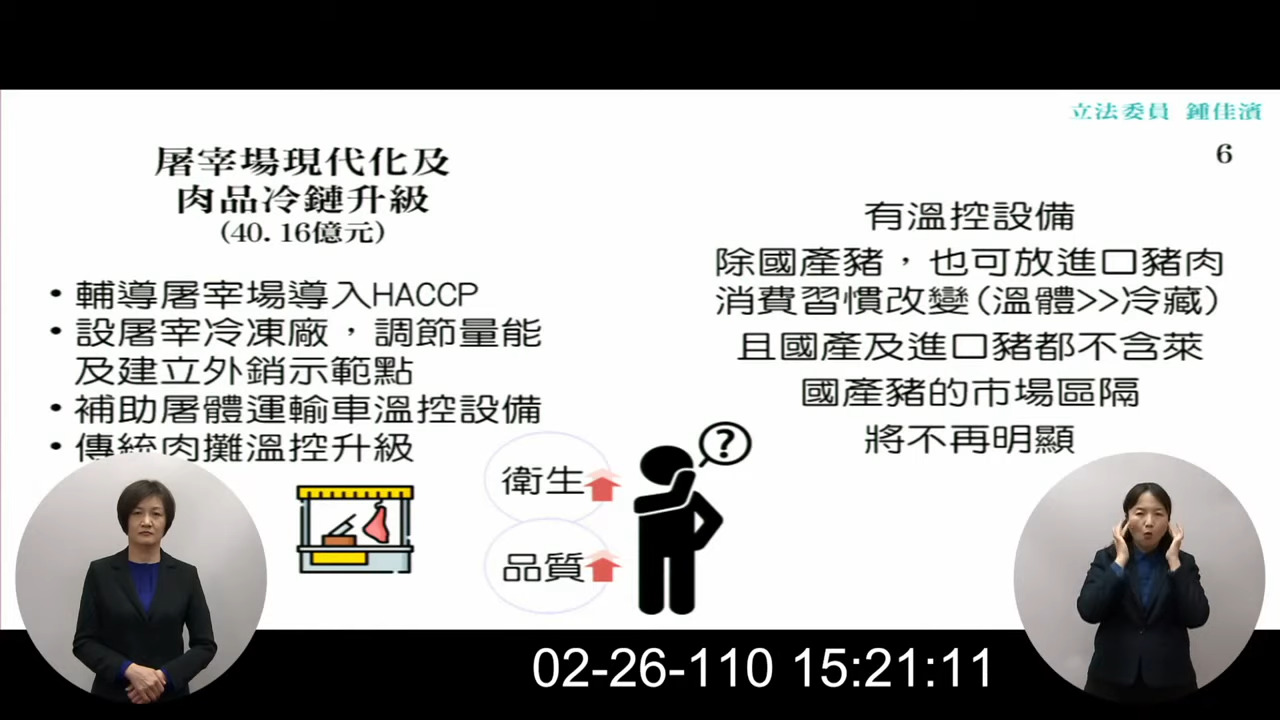 立法委員 鍾佳濱
6
屠宰場現代化及
肉品冷鏈升級
(40.16億元)
• 輔導屠宰場導入HACCP
• 設屠宰冷凍廠，調節量能
及建立外銷示範點
• 補助屠體運輸車溫控設備
• 傳統肉攤溫控升級
衛生
品質
?
有溫控設備
除國產豬，也可放進口豬肉
消費習慣改變(溫體>>冷藏)
且國產及進口豬都不含萊
國產豬的市場區隔
將不再明顯
02-26-110 15:21:11